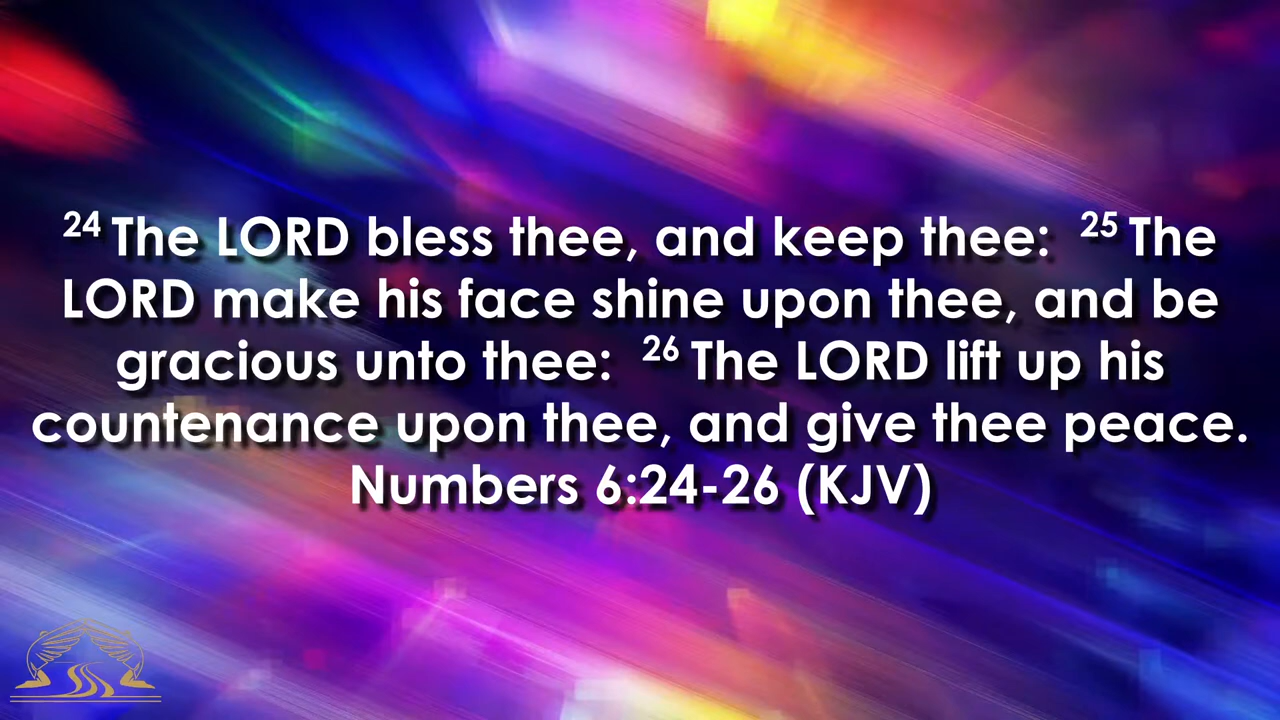 24 The LORD bless thee, and keep thee: 25 The
LORD make his face shine upon thee, and be
gracious unto thee: 26 The LORD lift up his
countenance upon thee, and give thee peace.
Numbers 6:24-26 (KJV)